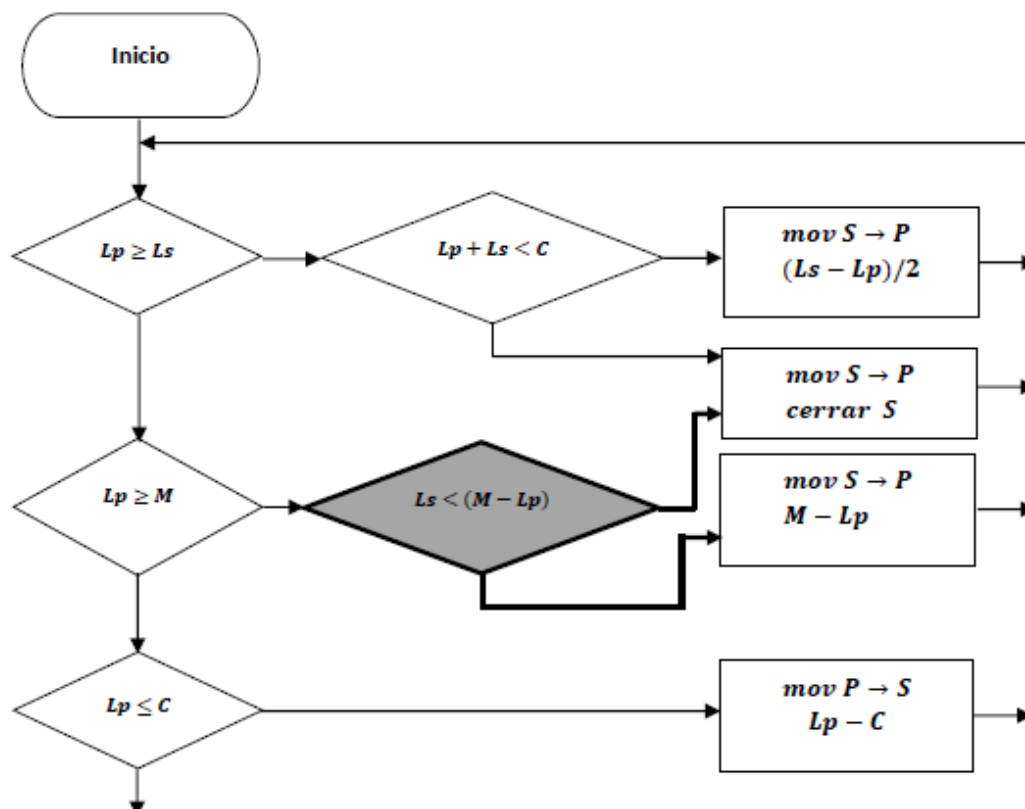 Inicio
Lp ≥ Ls
Lp + Ls < C
mov S → P
(Ls − Lp)/2
mov S → P
cerrar S
Lp ≥ M
Ls < (M − Lp)
mov S → P
M − Lp
Lp ≤ C
mov P → S
Lp − C